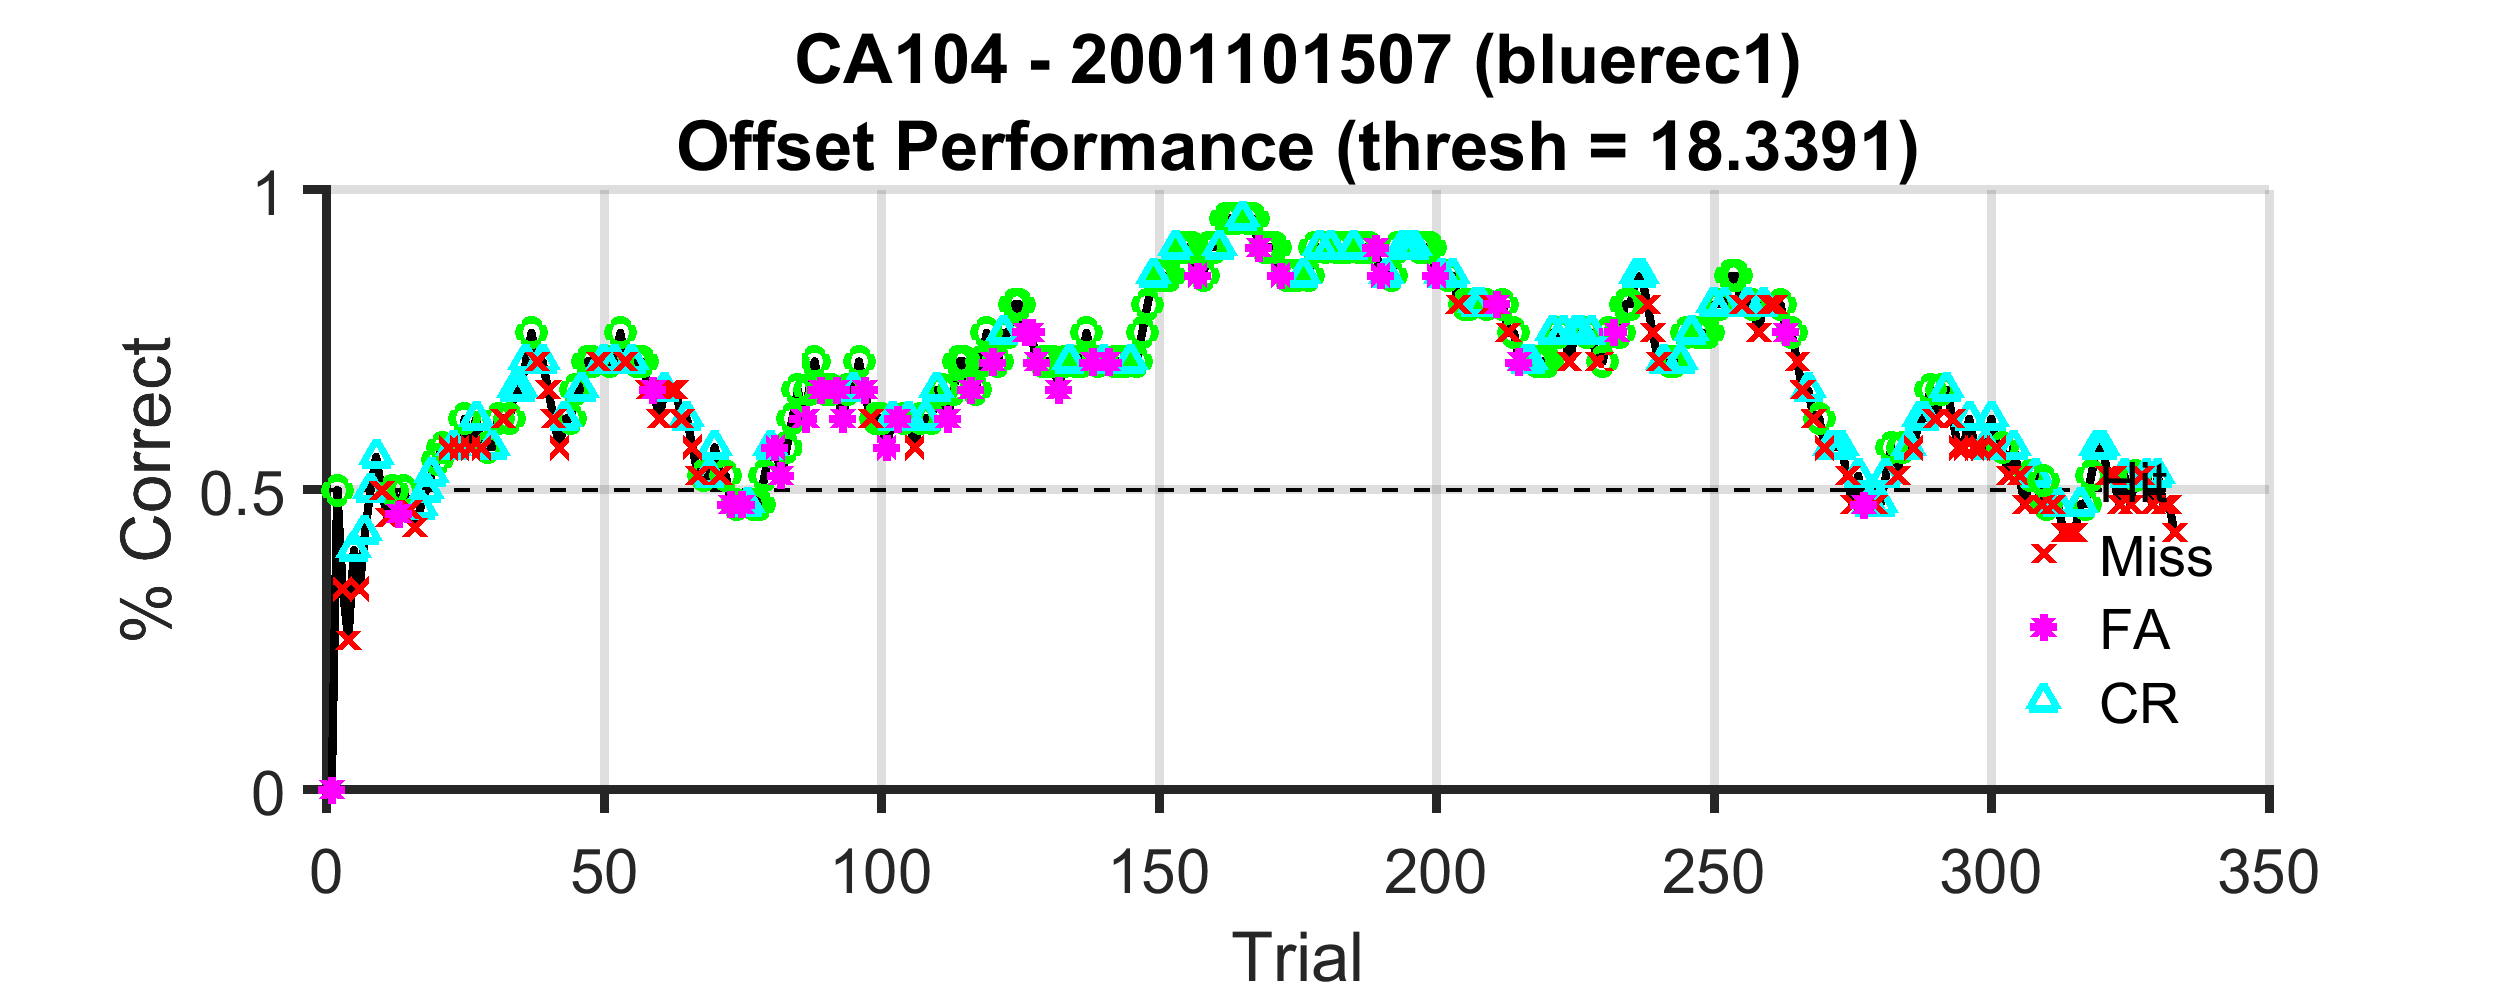 CA104 - 2001101507 (bluerec1)
Offset Performance (thresh = 18.3391)
% Correct
1
0.5
0
Hit
Miss
FA
CR
0 50 100 150 200 250 300 350
Trial